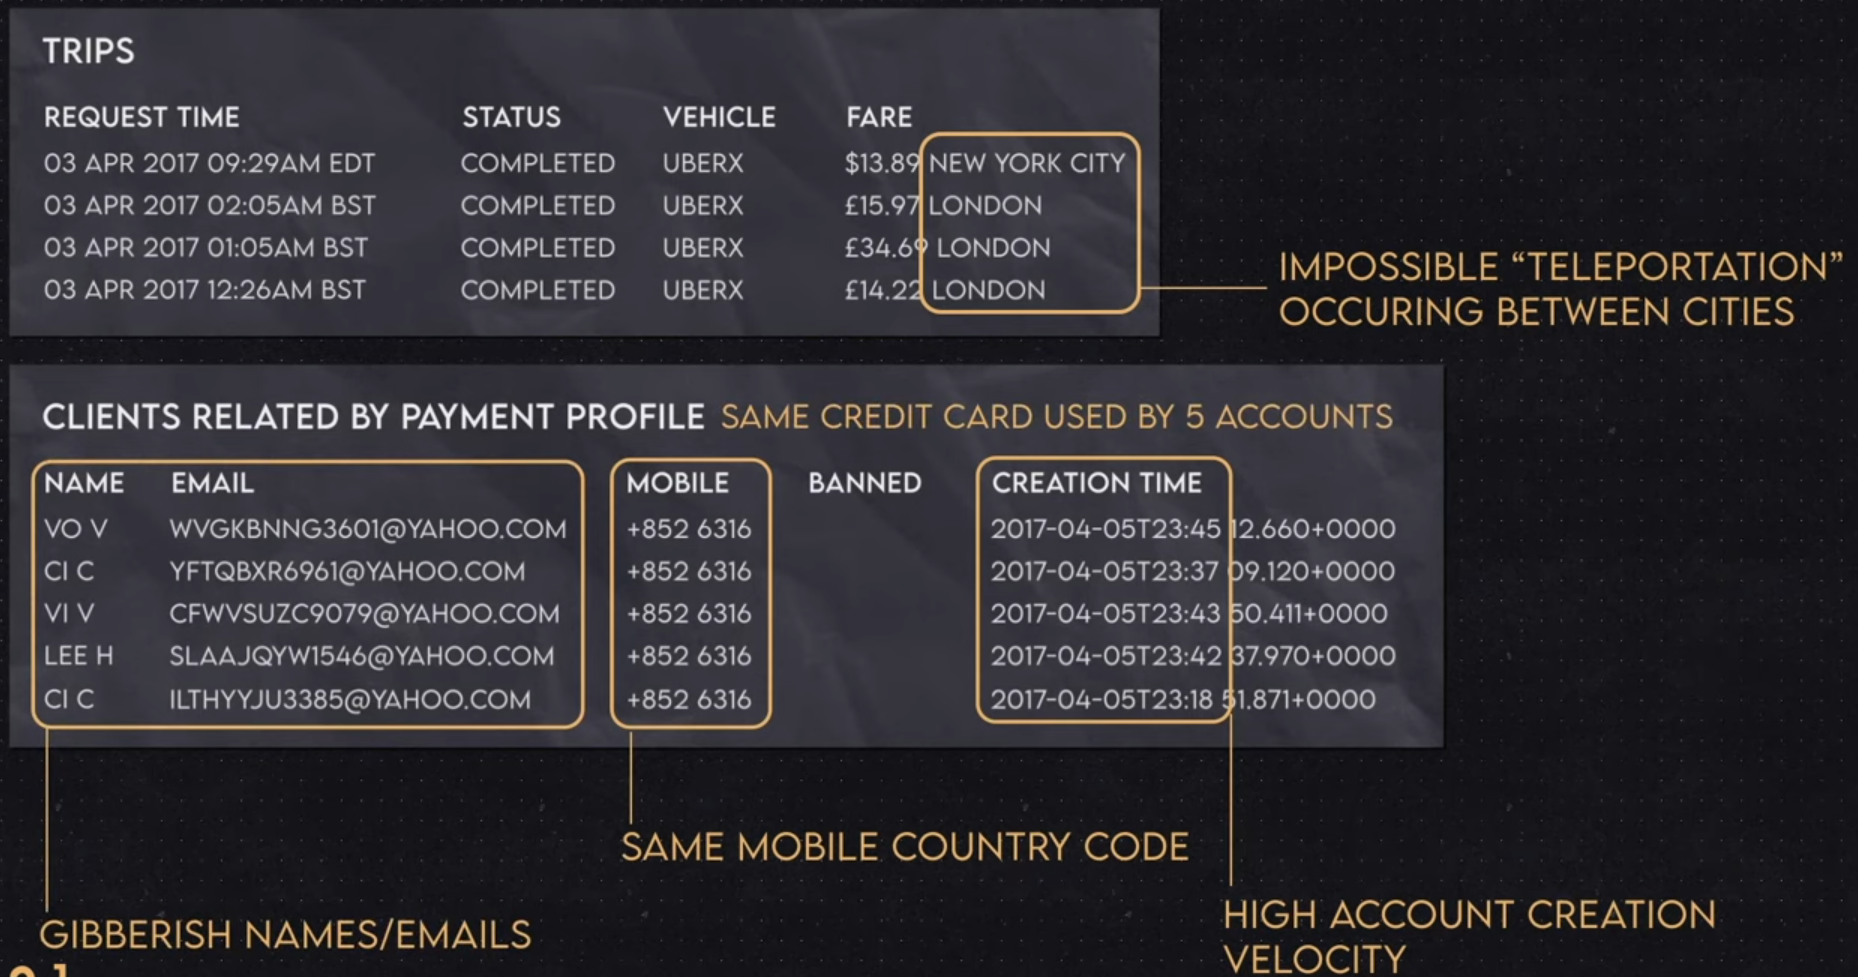 TRIPS
REQUEST TIME STATUS VEHICLE FARE
03 APR 2017 09:29AM EDT COMPLETED UBERX $13.89 NEW YORK CITY
03 APR 2017 02:05AM BST COMPLETED UBERX £15.97 LONDON
03 APR 2017 01:05AM BST COMPLETED UBERX £34.69 LONDON
03 APR 2017 12:26AM BST COMPLETED UBERX £14.22 LONDON
IMPOSSIBLE “TELEPORTATION”
OCCURING BETWEEN CITIES
CLIENTS RELATED BY PAYMENT PROFILE SAME CREDIT CARD USED BY 5 ACCOUNTS
NAME EMAIL MOBILE BANNED CREATION TIME
VO V WVGKBNNG3601@YAHOO.COM +852 6316 2017-04-05T23:45 12.660+0000
CI C YFTQBXR6961@YAHOO.COM +852 6316 2017-04-05T23:37 09.120+0000
VI V CFWVSUZC9079@YAHOO.COM +852 6316 2017-04-05T23:43 50.411+0000
LEE H SLAAJQYW1546@YAHOO.COM +852 6316 2017-04-05T23:42 37.970+0000
CI C ILTHYYJU3385@YAHOO.COM +852 6316 2017-04-05T23:18 51.871+0000
SAME MOBILE COUNTRY CODE
GIBBERISH NAMES/EMAILS
HIGH ACCOUNT CREATION
VELOCITY